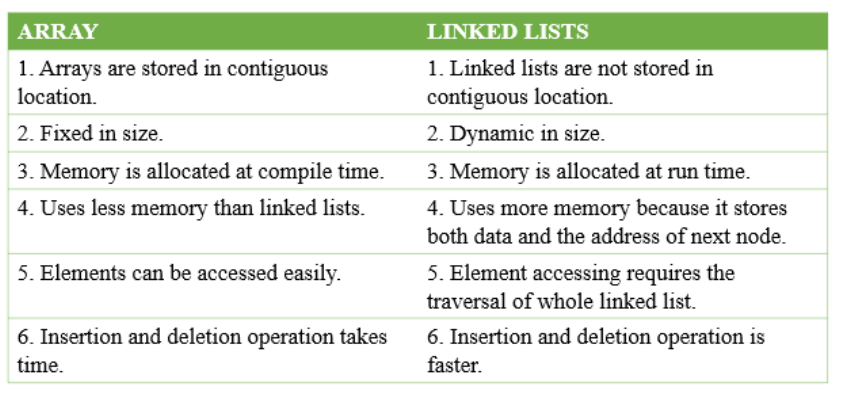 ARRAY
LINKED LISTS
1. Arrays are stored in contiguous
location.
1. Linked lists are not stored in
contiguous location.
2. Fixed in size.
2. Dynamic in size.
3. Memory is allocated at compile time.
3. Memory is allocated at run time.
4. Uses less memory than linked lists.
4. Uses more memory because it stores
both data and the address of next node.
5. Elements can be accessed easily.
5. Element accessing requires the
traversal of whole linked list.
6. Insertion and deletion operation takes
time.
6. Insertion and deletion operation is
faster.